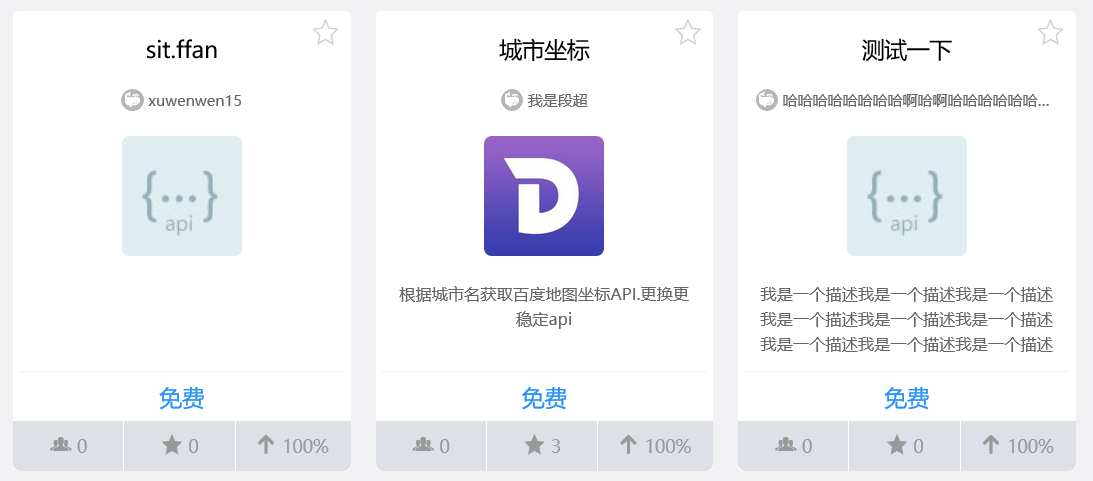 sit.ffan
xuwenwen15
{...}
api
免费
0
0
100%
城市坐标
我是段超
D
根据城市名获取百度地图坐标API.更换更
稳定api
免费
0
3
100%
测试一下
哈哈哈哈哈哈哈哈啊哈啊哈哈哈哈哈哈...
{...}
api
我是一个描述我是一个描述我是一个描述
我是一个描述我是一个描述我是一个描述
我是一个描述我是一个描述我是一个描述
免费
0
0
100%